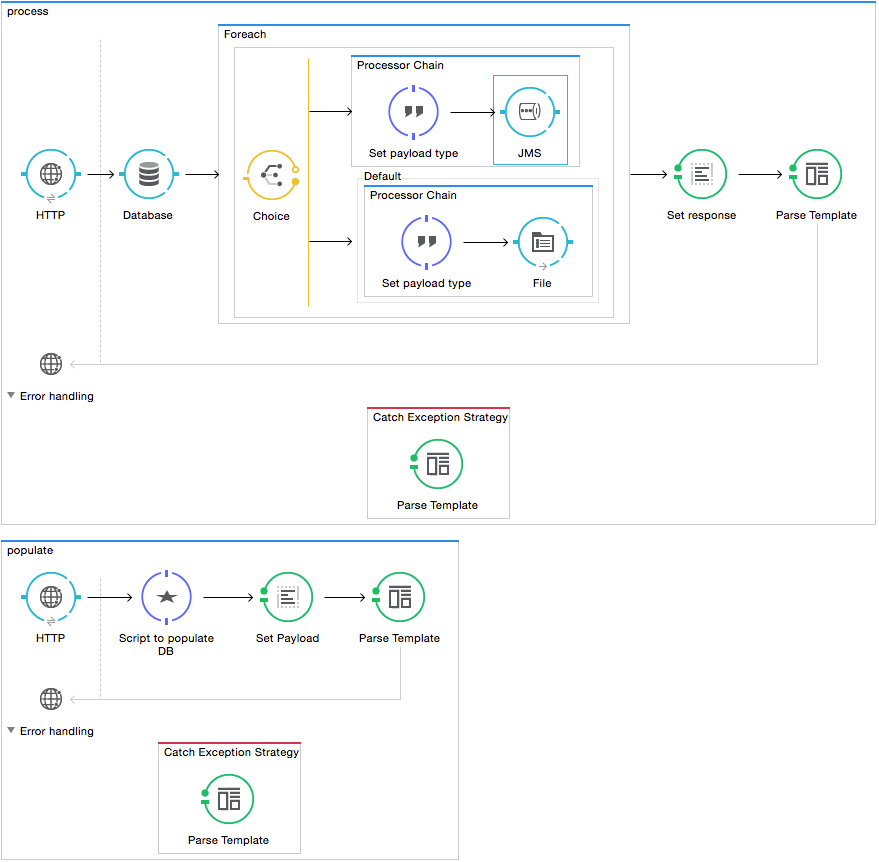 process
Foreach
Processor Chain
Set payload type
JMS
Default
Processor Chain
Set payload type
File
HTTP
Database
Choice
Set response
Parse Template
Error handling
Catch Exception Strategy
Parse Template
populate
HTTP
Script to populate
DB
Set Payload
Parse Template
Error handling
Catch Exception Strategy
Parse Template